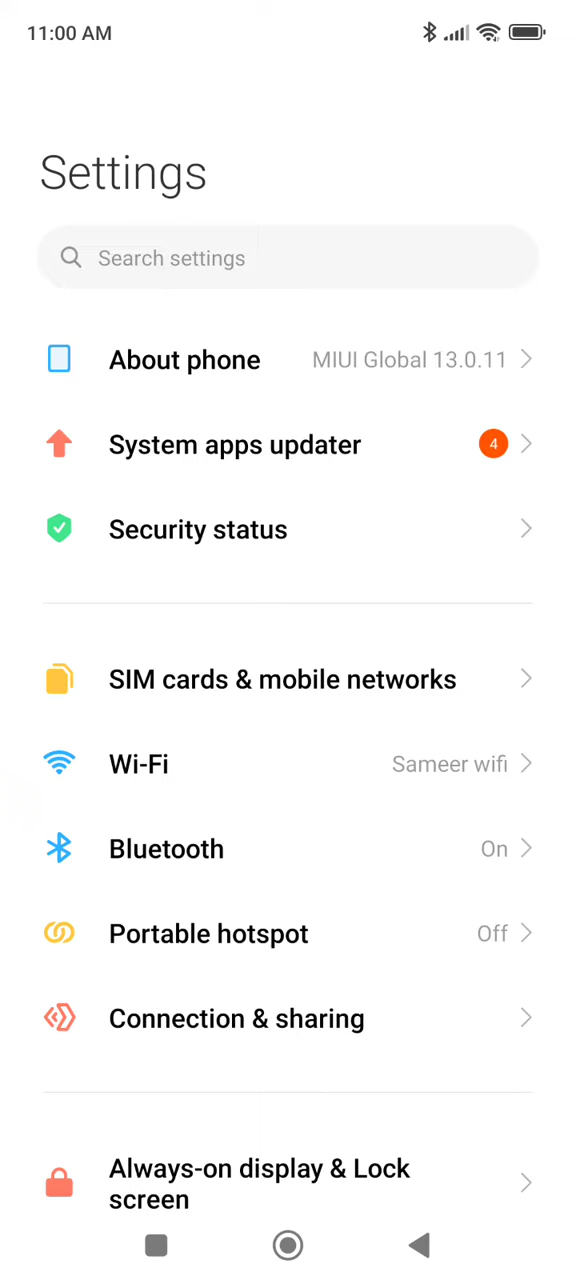 11:00 AM
Settings
Search settings
About phone MIUI Global 13.0.11
System apps updater 4
Security status
SIM cards & mobile networks
Wi-Fi Sameer wifi
Bluetooth On
Portable hotspot Off
Connection & sharing
Always-on display & Lock
screen